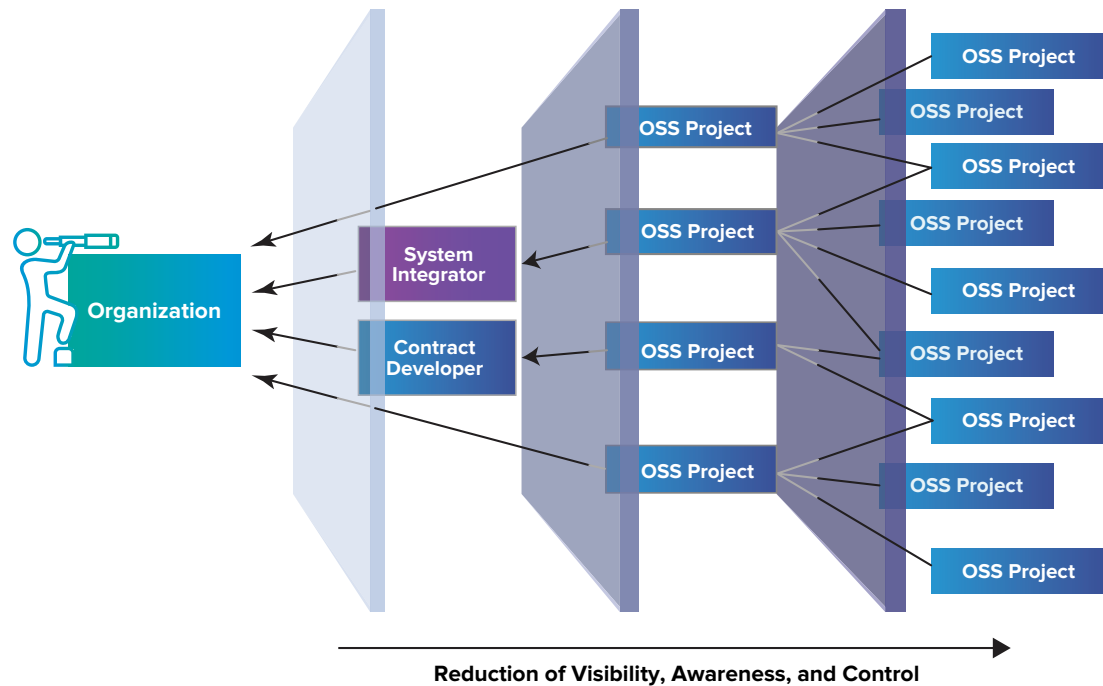 Organization
System
Integrator
Contract
Developer
OSS Project
OSS Project
OSS Project
OSS Project
OSS Project
OSS Project
OSS Project
OSS Project
OSS Project
OSS Project
OSS Project
OSS Project
OSS Project
Reduction of Visibility, Awareness, and Control